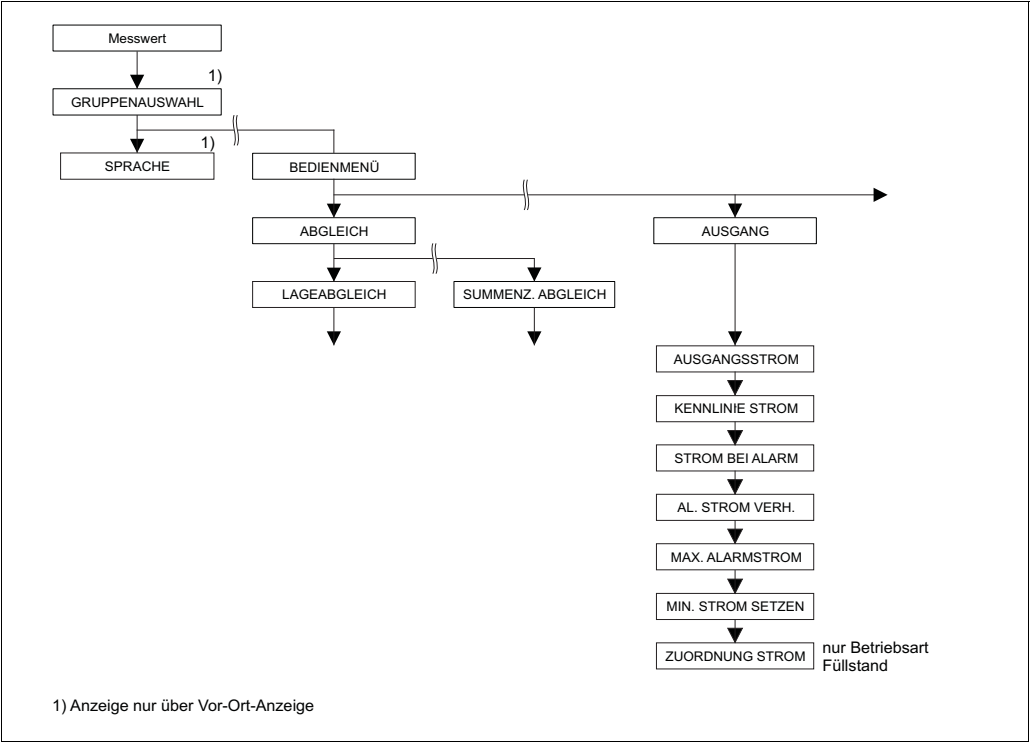 Messwert
1)
GRUPPENAUSWAHL
1)
SPRACHE
BEDIENMENÜ
ABGLEICH
AUSGANG
LAGEABGLEICH
SUMMENZ. ABGLEICH
AUSGANGSSTROM
KENNLINIE STROM
STROM BEI ALARM
AL. STROM VERH.
MAX. ALARMSTROM
MIN. STROM SETZEN
ZUORDNUNG STROM
nur Betriebsart
Füllstand
1) Anzeige nur über Vor-Ort-Anzeige